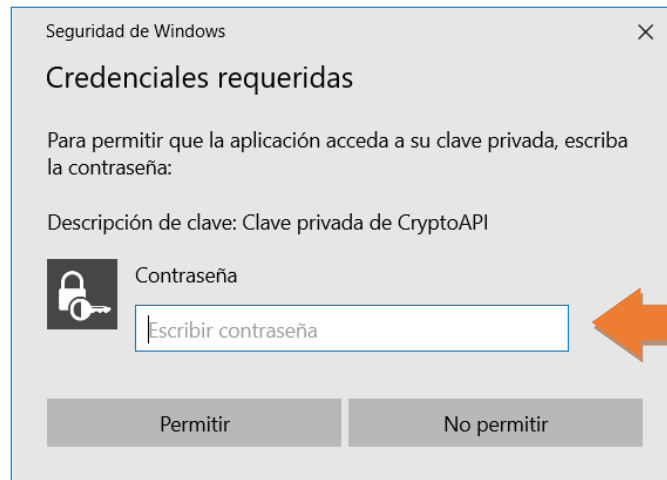 Seguridad de Windows
Credenciales requeridas
Para permitir que la aplicación acceda a su clave privada, escriba
la contraseña:
Descripción de clave: Clave privada de CryptoAPI
Contraseña
Escribir contraseña
Permitir No permitir